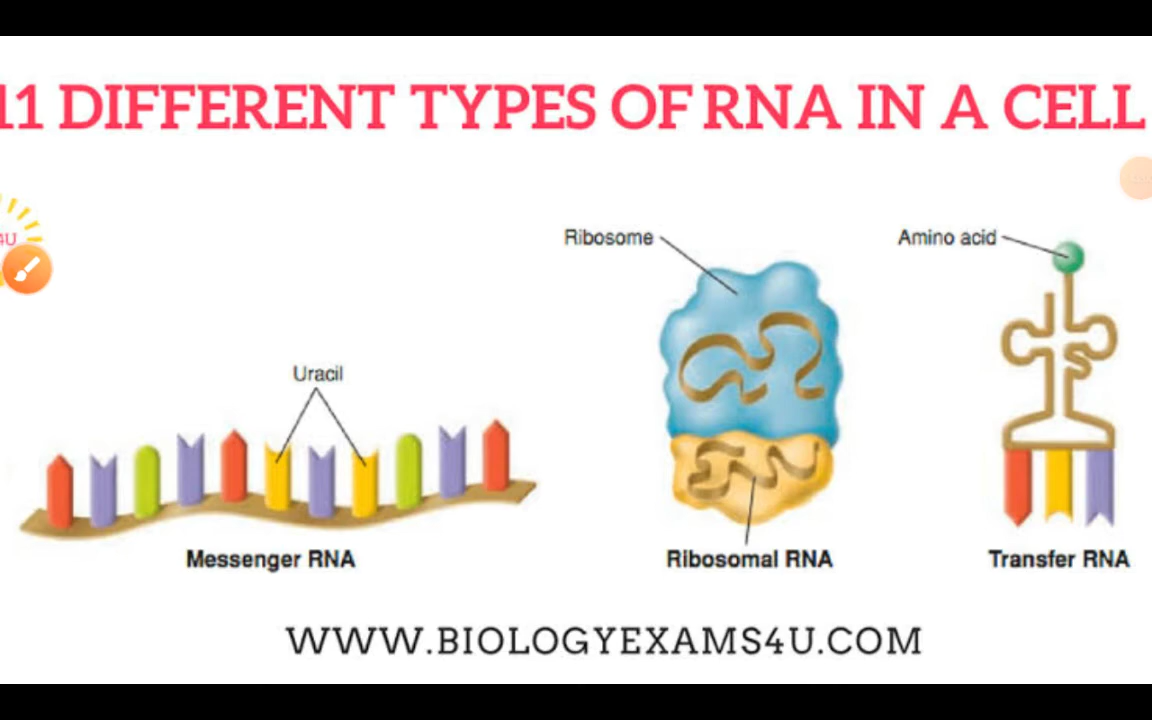 11 DIFFERENT TYPES OF RNA IN A CELL
4U
Ribosome
Amino acid
Uracil
Messenger RNA
Ribosomal RNA
Transfer RNA
WWW.BIOLOGYEXAMS4U.COM